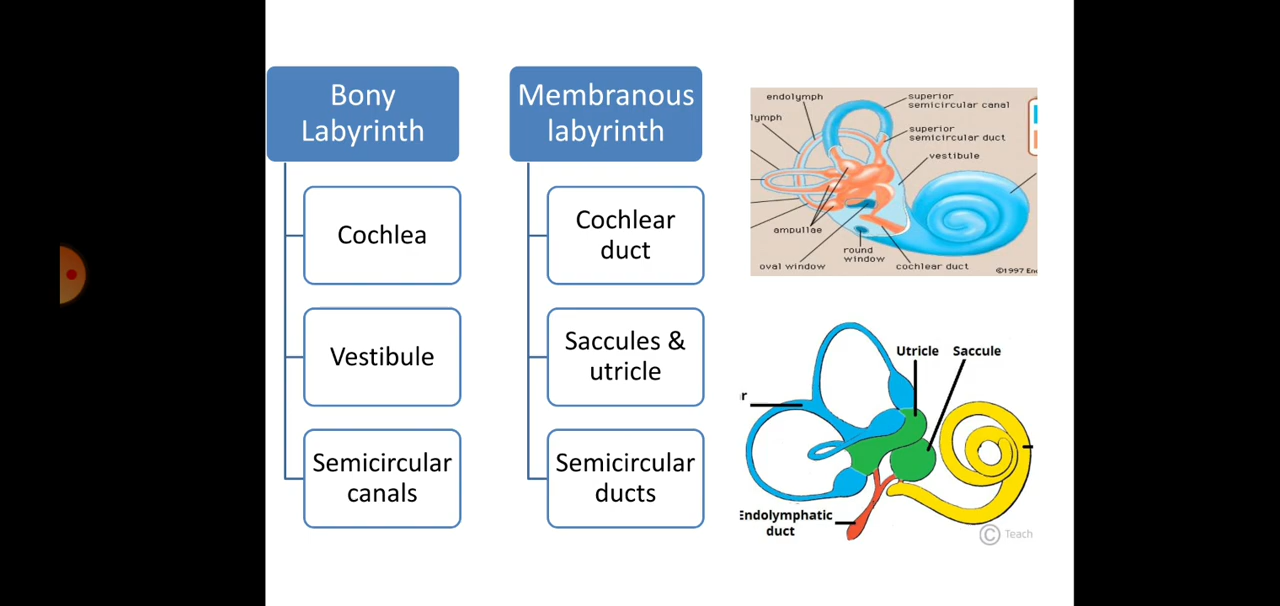 Bony
Labyrinth
Cochlea
Vestibule
Semicircular
canals
Membranous
labyrinth
Cochlear
duct
Saccules &
utricle
Semicircular
ducts
endolymph
lymph
superior
semicircular canal
superior
semicircular duct
vestibule
ampullae
round
window
oval window
cochlear duct
©1997 En
Utricle Saccule
r
Endolymphatic
duct
© Teach